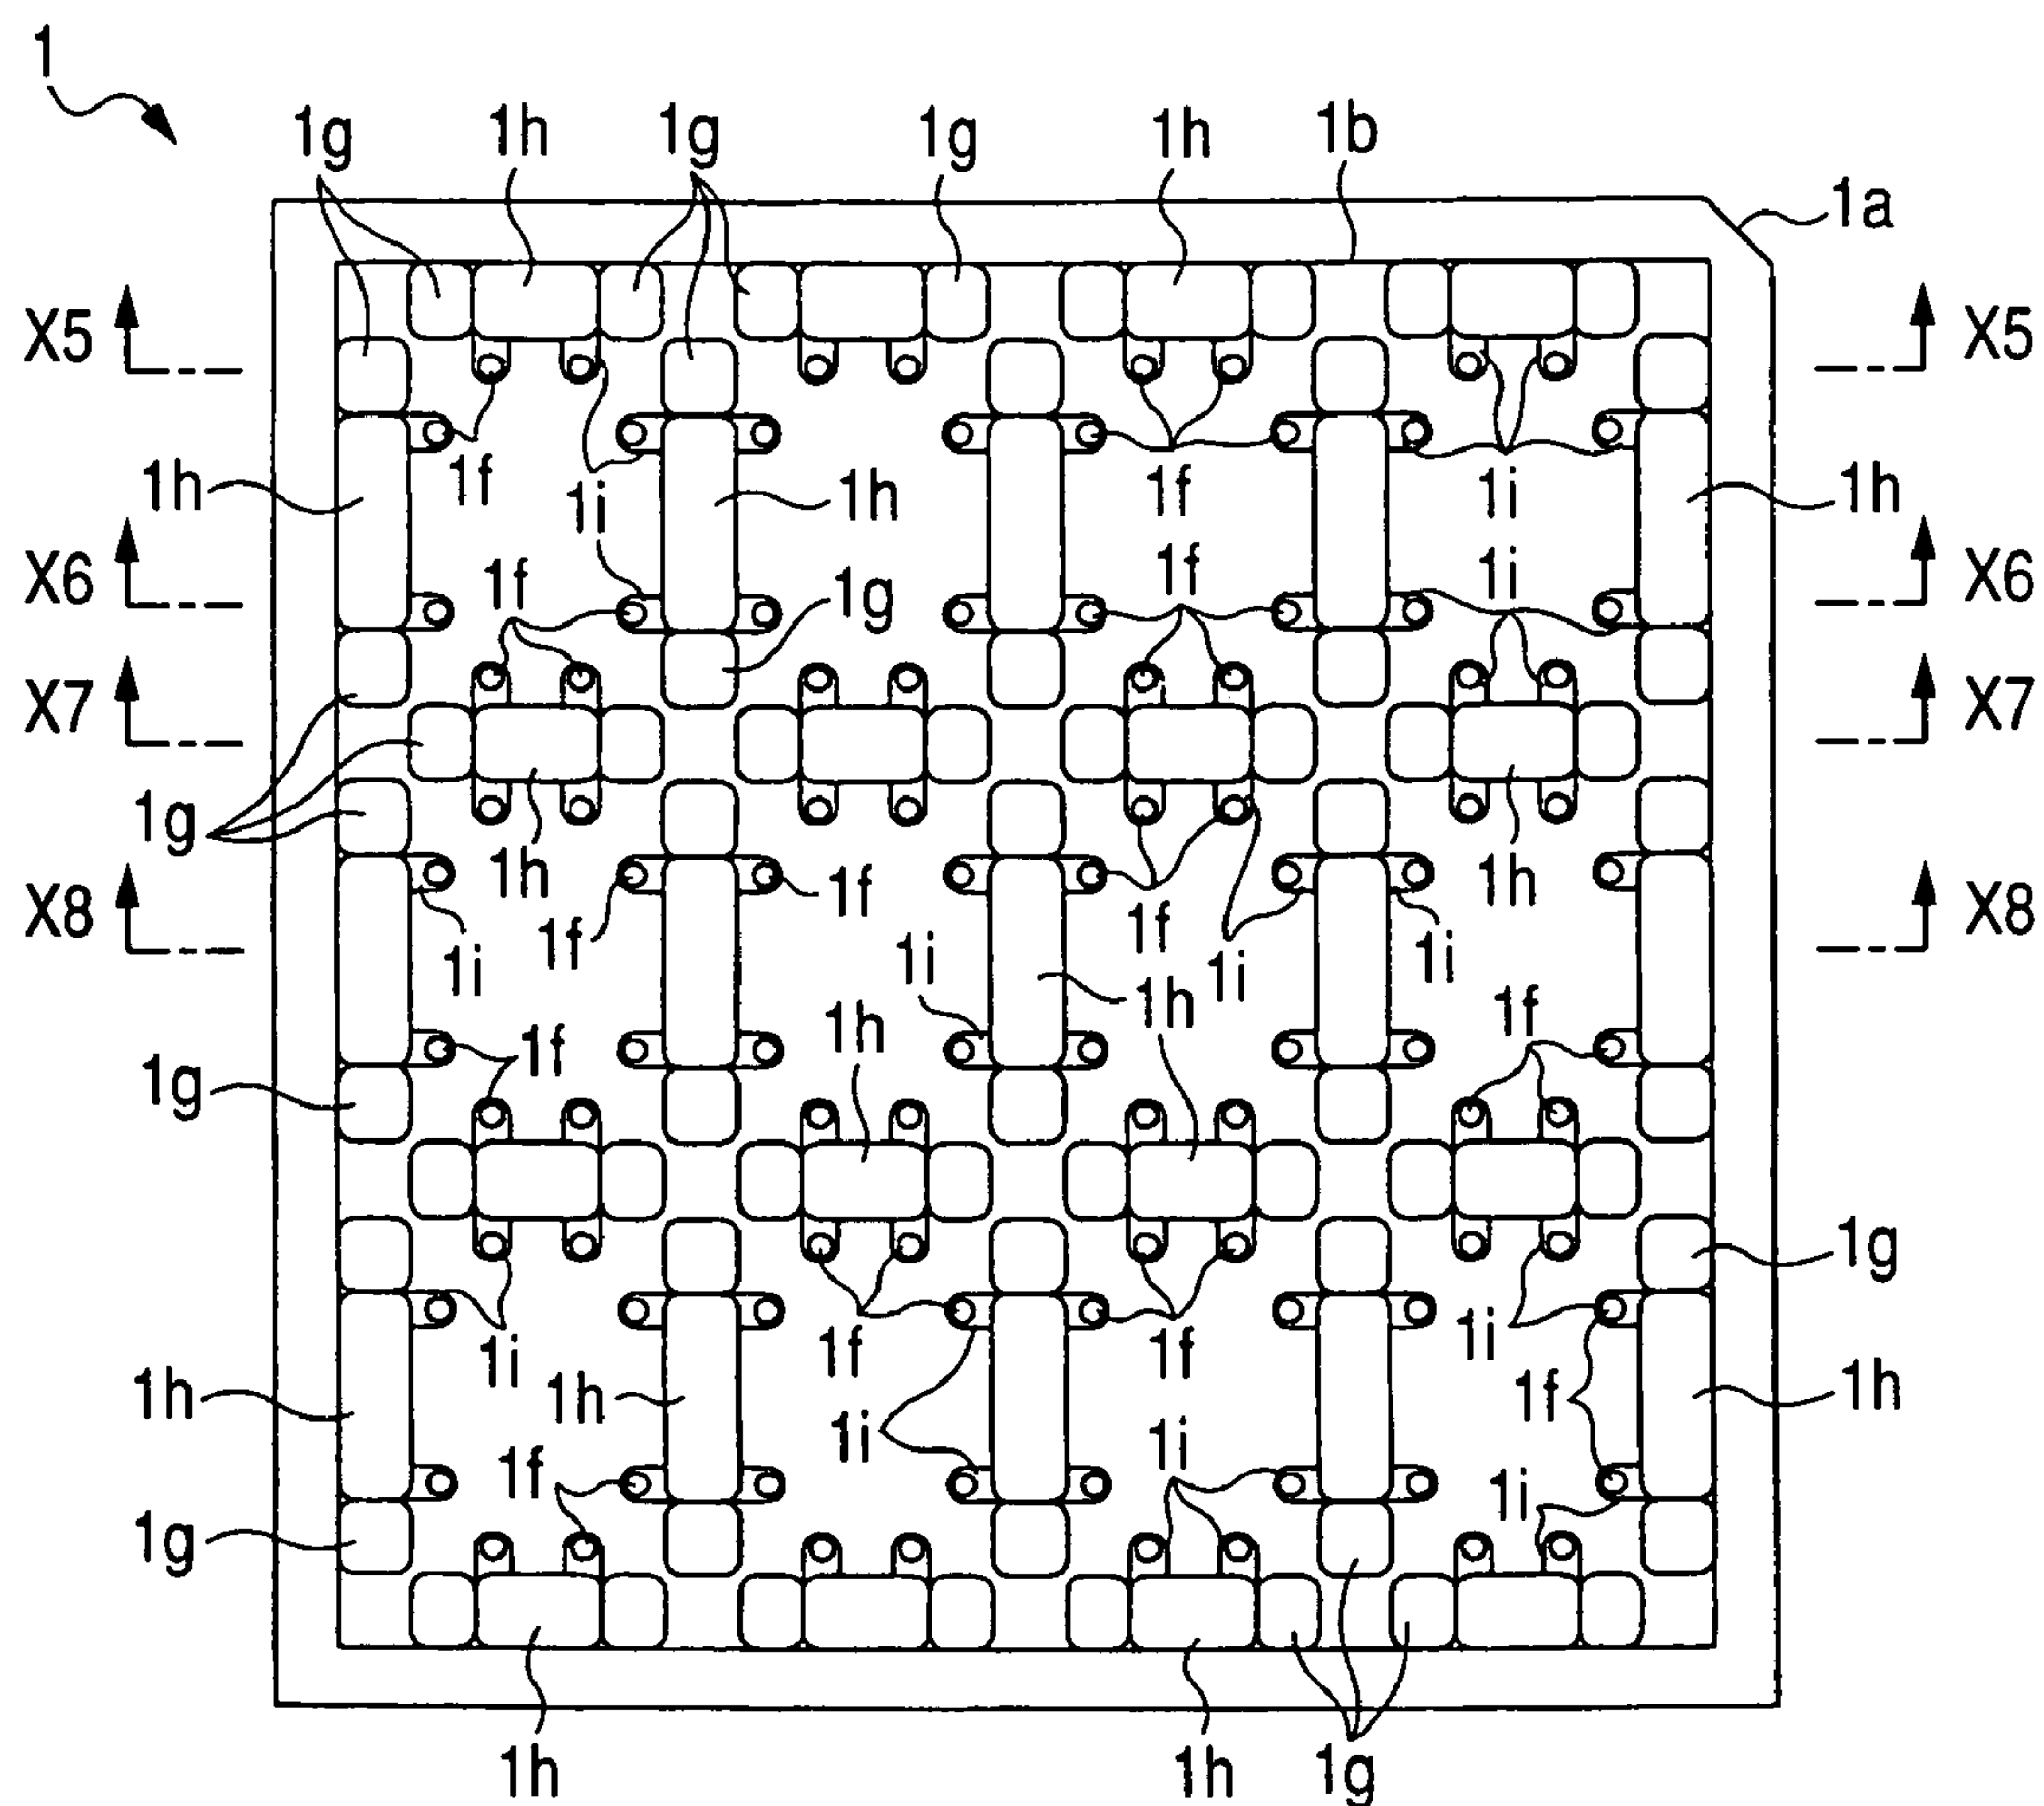 1
1g 1h 1g 1g 1h 1b
1a
X5 X5
1h 1f 1i 1h 1f 1i 1h
X6 1f 1g 1f 1i X6
X7 X7
1g 1h 1f 1f 1f 1h
X8 1i 1i 1i 1i X8
1h 1h 1f
1g 1f
1g
1i 1f 1f 1i
1h 1h 1i 1i 1f 1h
1g 1f 1i
1h 1h 1g